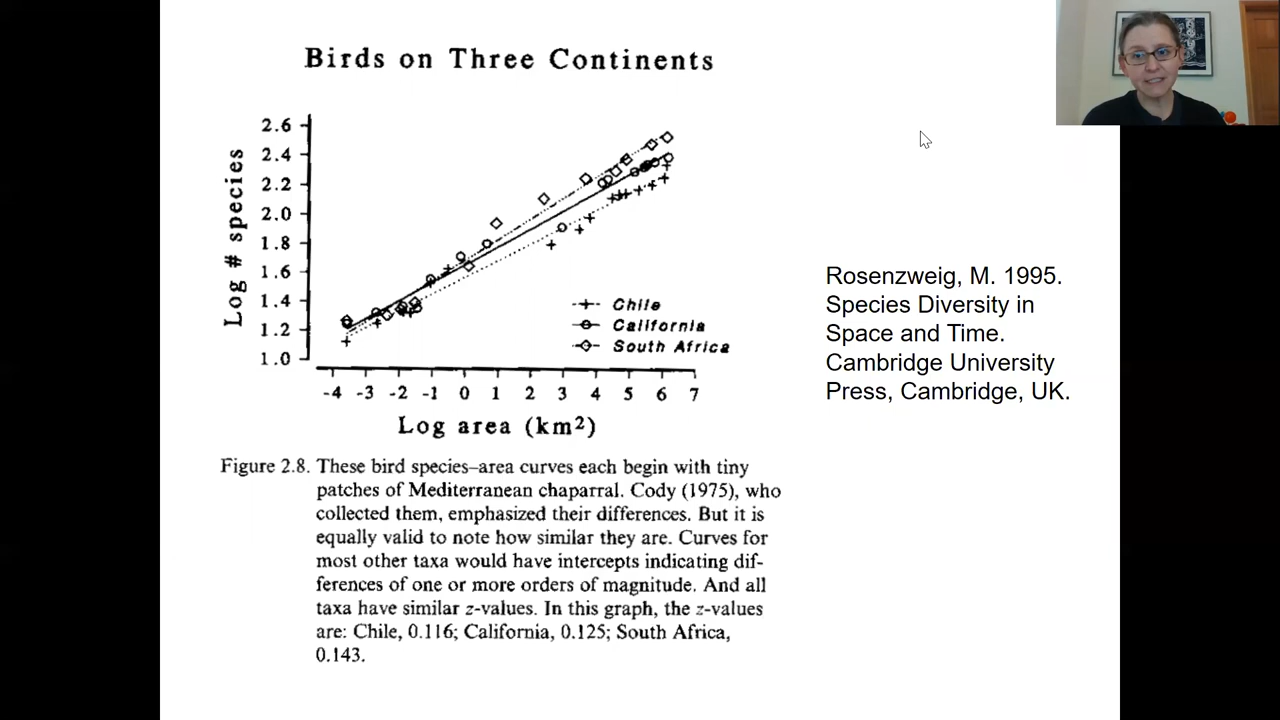 Birds on Three Continents
Log # species
2.6
2.4
2.2
2.0
1.8
1.6
1.4
1.2
1.0
Chile
California
South Africa
-4 -3 -2 -1 0 1 2 3 4 5 6 7
Log area (km²)
Figure 2.8. These bird species–area curves each begin with tiny
patches of Mediterranean chaparral. Cody (1975), who
collected them, emphasized their differences. But it is
equally valid to note how similar they are. Curves for
most other taxa would have intercepts indicating dif-
ferences of one or more orders of magnitude. And all
taxa have similar z-values. In this graph, the z-values
are: Chile, 0.116; California, 0.125; South Africa,
0.143.
Rosenzweig, M. 1995.
Species Diversity in
Space and Time.
Cambridge University
Press, Cambridge, UK.